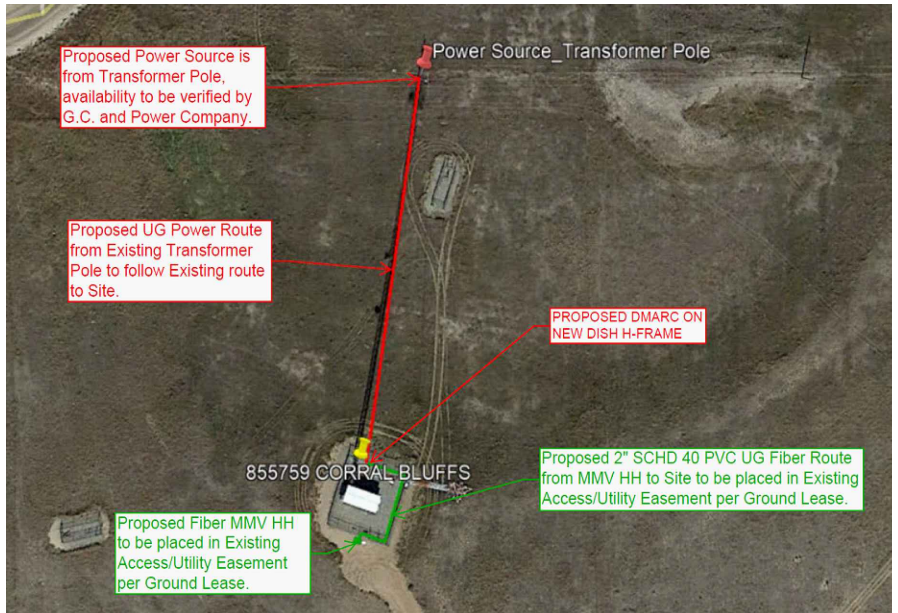 Power Source_Transformer Pole
Proposed Power Source is
from Transformer Pole,
availability to be verified by
G.C. and Power Company.
Proposed UG Power Route
from Existing Transformer
Pole to follow Existing route
to Site.
PROPOSED DMARC ON
NEW DISH H-FRAME
855759 CORRAL BLUFFS
Proposed 2" SCHD 40 PVC UG Fiber Route
from MMV HH to Site to be placed in Existing
Access/Utility Easement per Ground Lease.
Proposed Fiber MMV HH
to be placed in Existing
Access/Utility Easement
per Ground Lease.